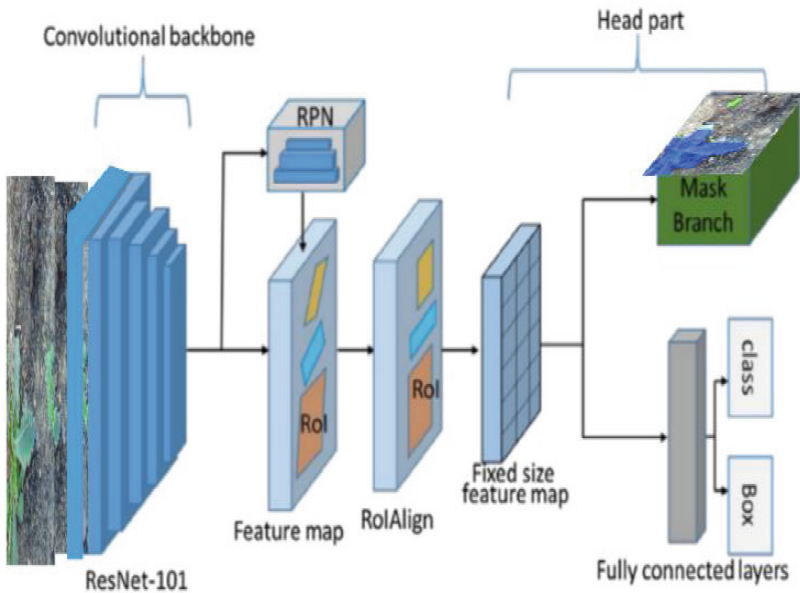 Convolutional backbone
Head part
RPN
Mask
Branch
RoI
RoI
class
Box
Fixed size
feature map
Feature map
RoIAlign
ResNet-101
Fully connected layers